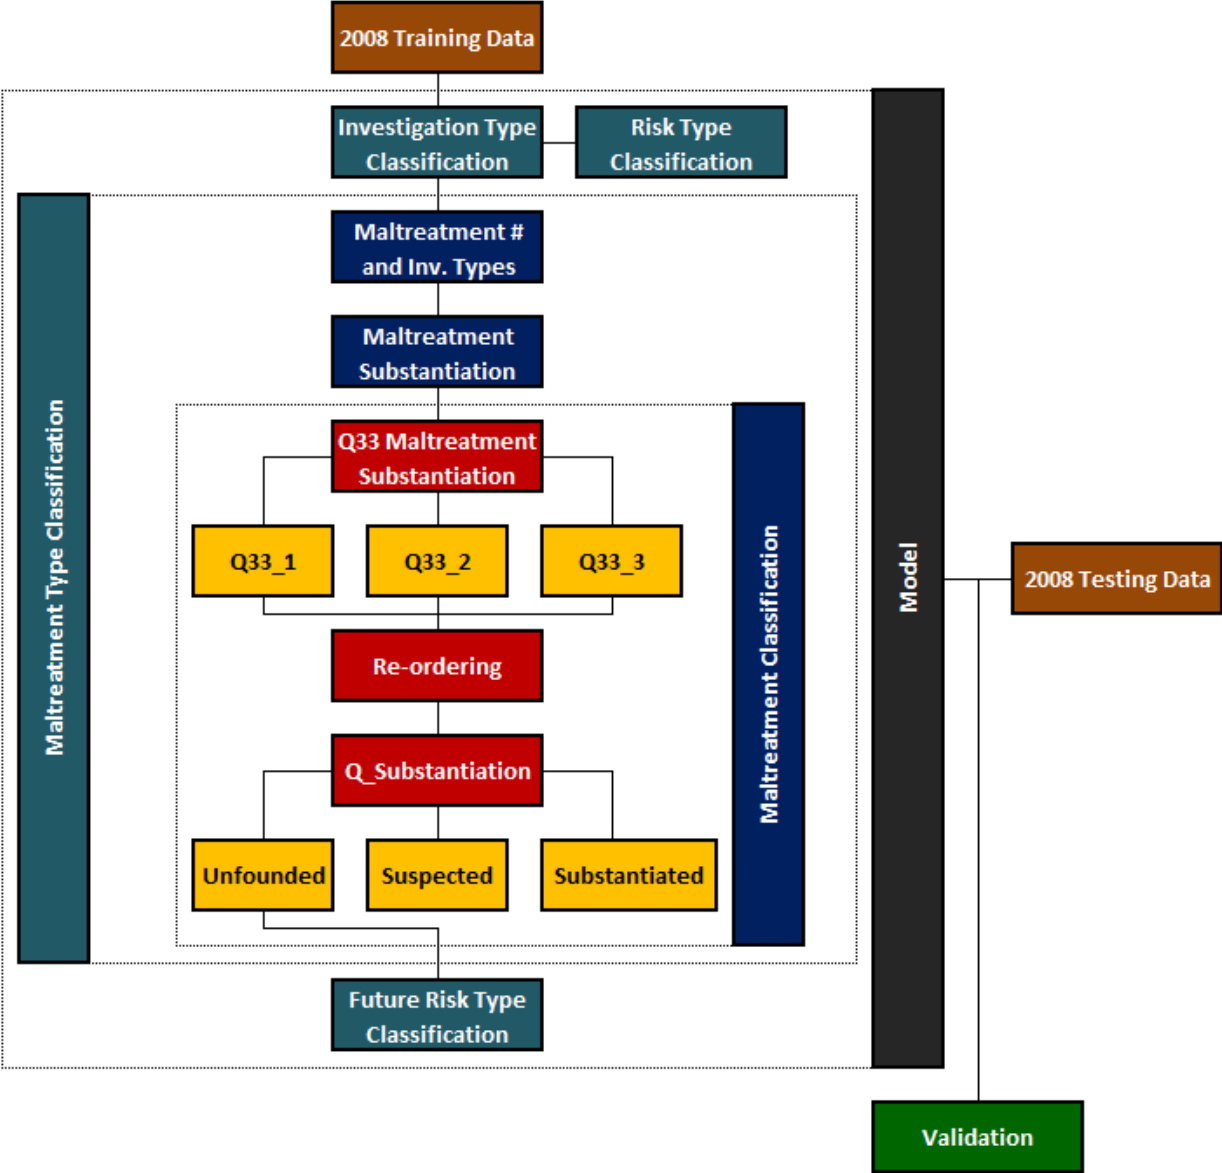 2008 Training Data
Investigation Type
Classification
Risk Type
Classification
Maltreatment #
and Inv. Types
Maltreatment
Substantiation
Q33 Maltreatment
Substantiation
Q33_1
Q33_2
Q33_3
Re-ordering
Q_Substantiation
Unfounded
Suspected
Substantiated
Future Risk Type
Classification
Maltreatment Type Classification
Maltreatment Classification
Model
2008 Testing Data
Validation